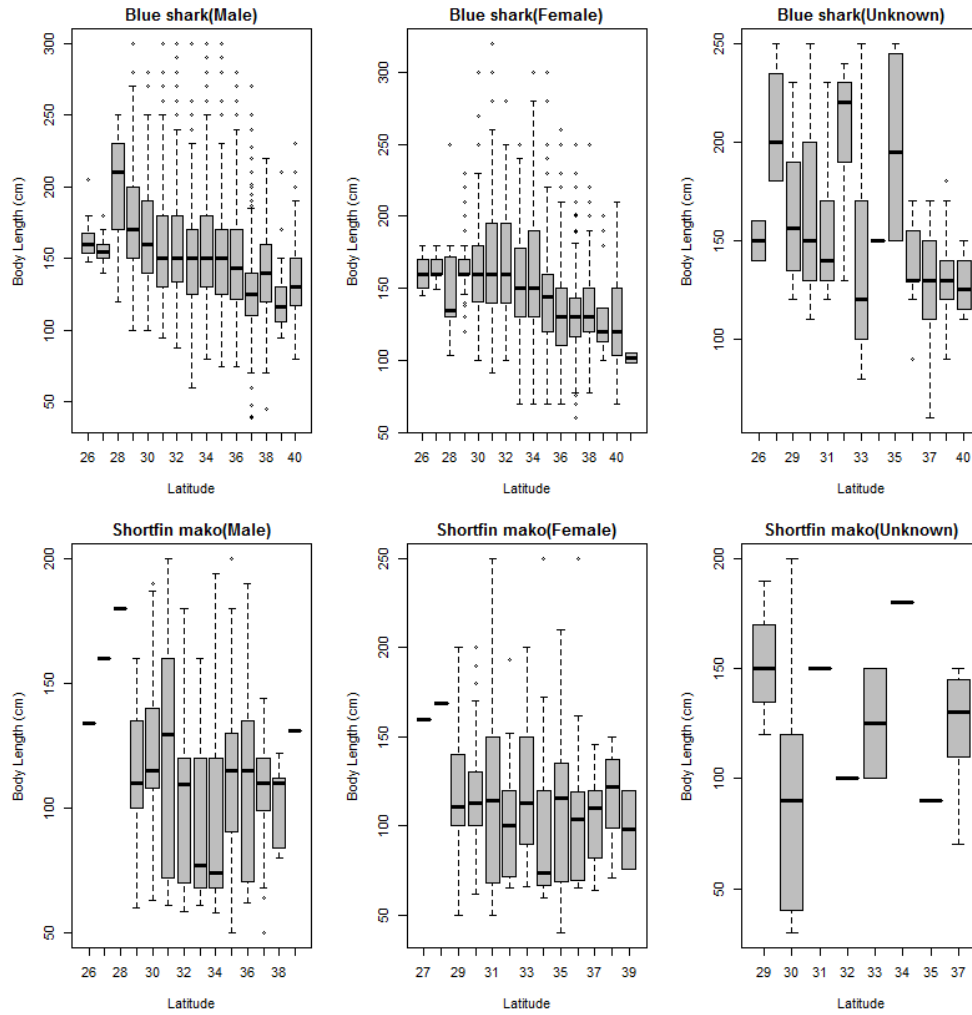 Blue shark(Male)
Body Length (cm)
300
250
200
150
100
50
26 28 30 32 34 36 38 40
Latitude
Blue shark(Female)
Body Length (cm)
300
250
200
150
100
50
26 28 30 32 34 36 38 40
Latitude
Blue shark(Unknown)
Body Length (cm)
250
200
150
100
26 29 31 33 35 37 40
Latitude
Shortfin mako(Male)
Body Length (cm)
200
150
100
50
26 28 30 32 34 36 38
Latitude
Shortfin mako(Female)
Body Length (cm)
250
200
150
100
50
27 29 31 33 35 37 39
Latitude
Shortfin mako(Unknown)
Body Length (cm)
200
150
100
50
29 30 31 32 33 34 35 37
Latitude